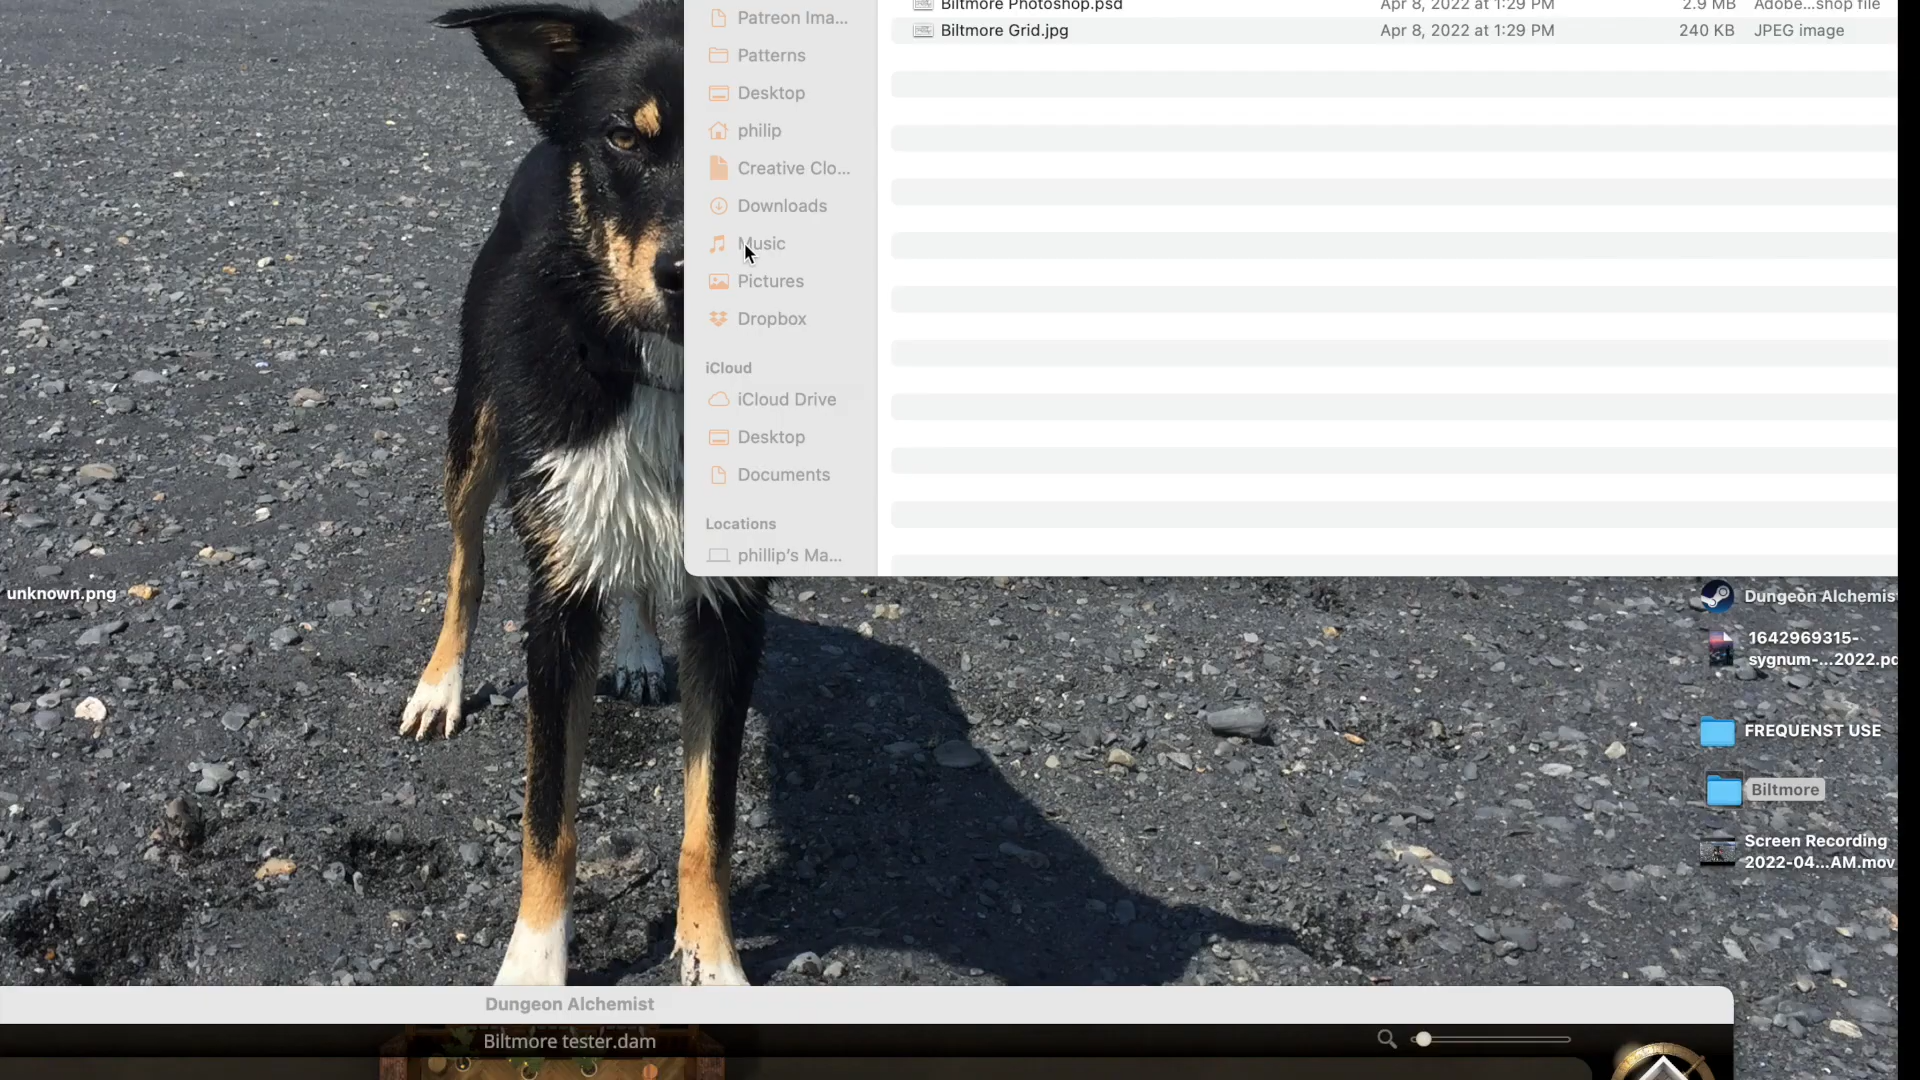 Patreon Ima...
Biltmore Photoshop.psd Apr 8, 2022 at 1:29 PM 2.9 MB Adobe...shop file
Biltmore Grid.jpg Apr 8, 2022 at 1:29 PM 240 KB JPEG image
Patterns
Desktop
philip
Creative Clo...
Downloads
Music
Pictures
Dropbox
iCloud
iCloud Drive
Desktop
Documents
Locations
phillip's Ma...
unknown.png
Dungeon Alchemist
1642969315-
sygnum-...2022.pd
FREQUENST USE
Biltmore
Screen Recording
2022-04...AM.mov
Dungeon Alchemist
Biltmore tester.dam